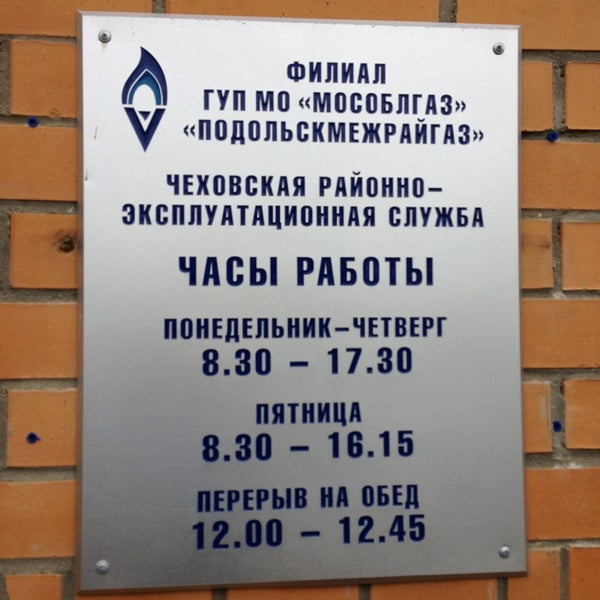 ФИЛИАЛ
ГУП МО «МОСОБЛГАЗ»
«ПОДОЛЬСКМЕЖРАЙГАЗ»
ЧЕХОВСКАЯ РАЙОННО–
ЭКСПЛУАТАЦИОННАЯ СЛУЖБА
ЧАСЫ РАБОТЫ
ПОНЕДЕЛЬНИК–ЧЕТВЕРГ
8.30 – 17.30
ПЯТНИЦА
8.30 – 16.15
ПЕРЕРЫВ НА ОБЕД
12.00 – 12.45